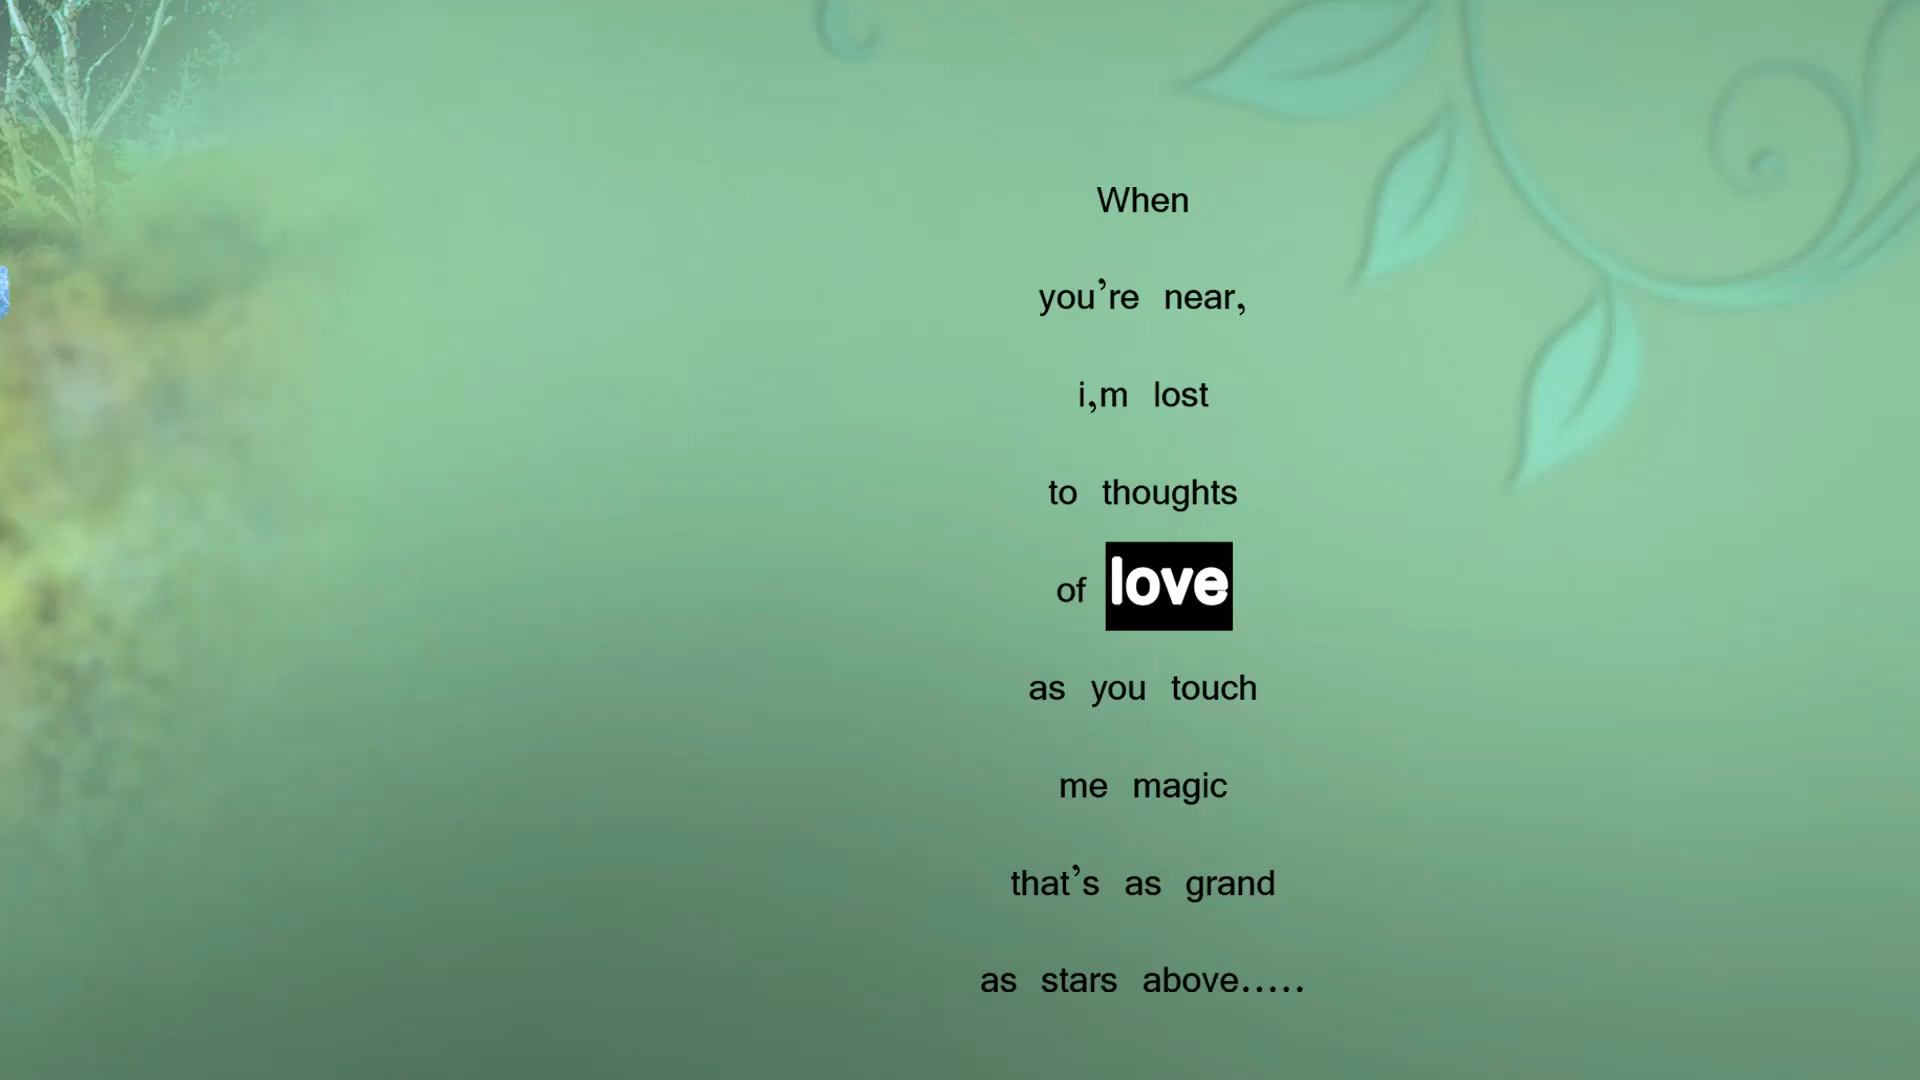 When
you’re near,
i,m lost
to thoughts
of love
as you touch
me magic
that’s as grand
as stars above.....